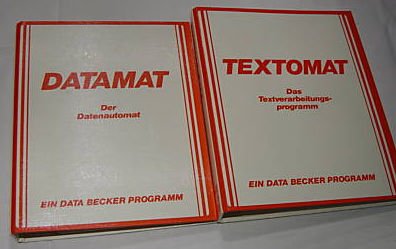 DATAMAT
Der
Datenautomat
EIN DATA BECKER PROGRAMM
TEXTOMAT
Das
Textverarbeitungs-
programm
EIN DATA BECKER PROGRAMM